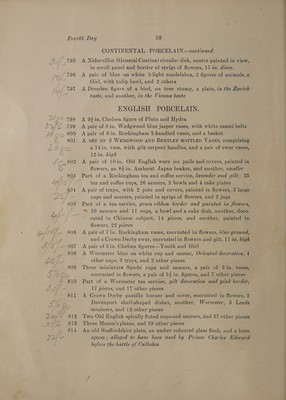 Fourth Day 38
CONTINENTAL PORCELAIN—continued.
795 A Niderviller (General Custine) circular dish, centre painted in view, in scroll panel and border of sprigs of flowers, 17 in. diam.
796 A pair of blue on white 3-light candelabra, 2 figures of animals, a Girl, with tulip bowl, and 3 others
797 A Dresden figure of a bird, on tree stump, a plate, in the Zurich taste, and another, in the Vienna taste
ENGLISH PORCELAIN.
798 A 9½ in. Chelsea figure of Pluto and Hydra
799 A pair of 8 in. Wedgwood blue jasper vases, with white cameo belts
800 A pair of 9 in. Rockingham 2-handled vases, and a basket
801 A SET OF 3 WEDGWOOD AND BENTLEY MOTTLED VASES, comprising a 14 in. vase, with gilt serpent handles, and a pair of ewer vases, 12 in. high
802 A pair of 10 in. Old English wave ice pails and covers, painted in flowers, an 8½ in. Amherst Japan beaker, and another, smaller
803 Part of a Rockingham tea and coffee service, lavender and gilt: 35 tea and coffee cups, 26 saucers, 2 bowls and 4 cake plates
804 A pair of trays, with 2 pots and covers, painted in flowers, 2 large cups and saucers, painted in sprigs of flowers, and 2 jugs
805 Part of a tea service, green ribbon border and painted in flowers, 10 saucers and 11 cups, a bowl and a cake dish, another, decorated in Chinese subject, 14 pieces, and another, painted in flowers, 22 pieces
806 A pair of 7 in. Rockingham vases, encrusted in flowers, blue ground, and a Crown Derby ewer, encrusted in flowers and gilt, 11 in. high
807 A pair of 5 in. Chelsea figures—Youth and Girl
808 A Worcester blue on white cup and saucer, Oriental decoration, 4 other cups, 3 trays, and 2 other pieces
809 Three miniature Spode cups and saucers, a pair of 5 in. vases, encrusted in flowers, a pair of 5½ in. figures, and 7 other pieces
810 Part of a Worcester tea service, gilt decoration and pink border, 17 pieces, and 17 other pieces
811 A Crown Derby pastille burner and cover, encrusted in flowers, 2 Davenport shell-shaped dishes, another Worcester, 3 Leeds strainers, and 12 other pieces
812 Two Old English spirally fluted cups and saucers, and 37 other pieces
813 Three Mason's plates, and 29 other pieces
814 An old Staffordshire plate, an amber coloured glass flask, and a horn spoon; alleged to have been used by Prince Charles Edward before the battle of Culloden